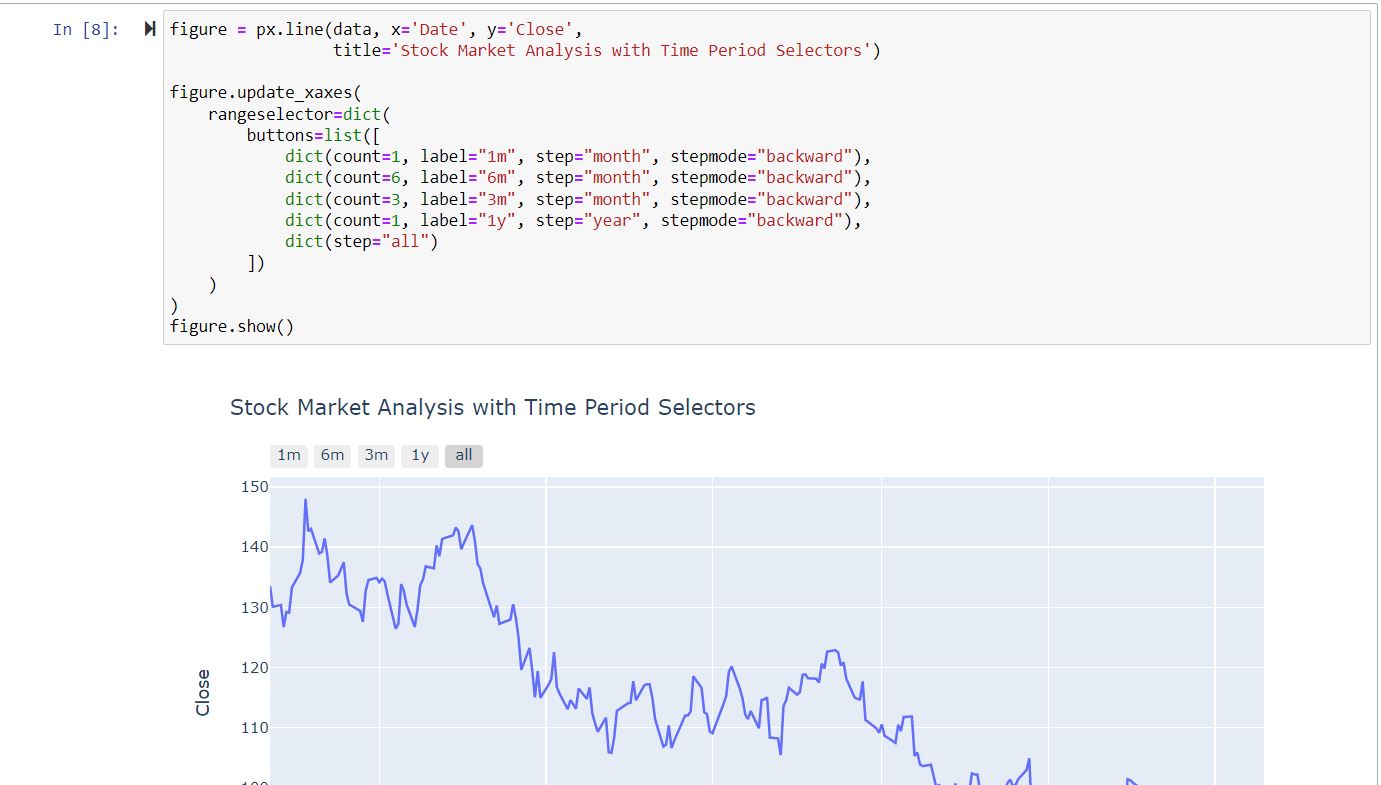 In [8]:
figure = px.line(data, x='Date', y='Close',
                 title='Stock Market Analysis with Time Period Selectors')
figure.update_xaxes(
    rangeselector=dict(
        buttons=list([
            dict(count=1, label="1m", step="month", stepmode="backward"),
            dict(count=6, label="6m", step="month", stepmode="backward"),
            dict(count=3, label="3m", step="month", stepmode="backward"),
            dict(count=1, label="1y", step="year", stepmode="backward"),
            dict(step="all")
        ])
    )
)
figure.show()
Stock Market Analysis with Time Period Selectors
1m 6m 3m 1y all
150
140
130
120
Close
110